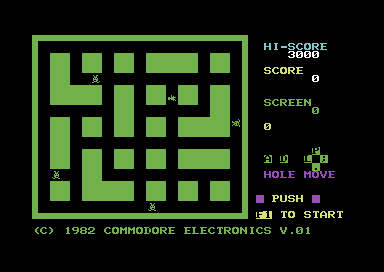 HI-SCORE
3000
SCORE
0
SCREEN
0
0
P
A D L P
HOLE MOVE
PUSH
F1 TO START
(C) 1982 COMMODORE ELECTRONICS V.01